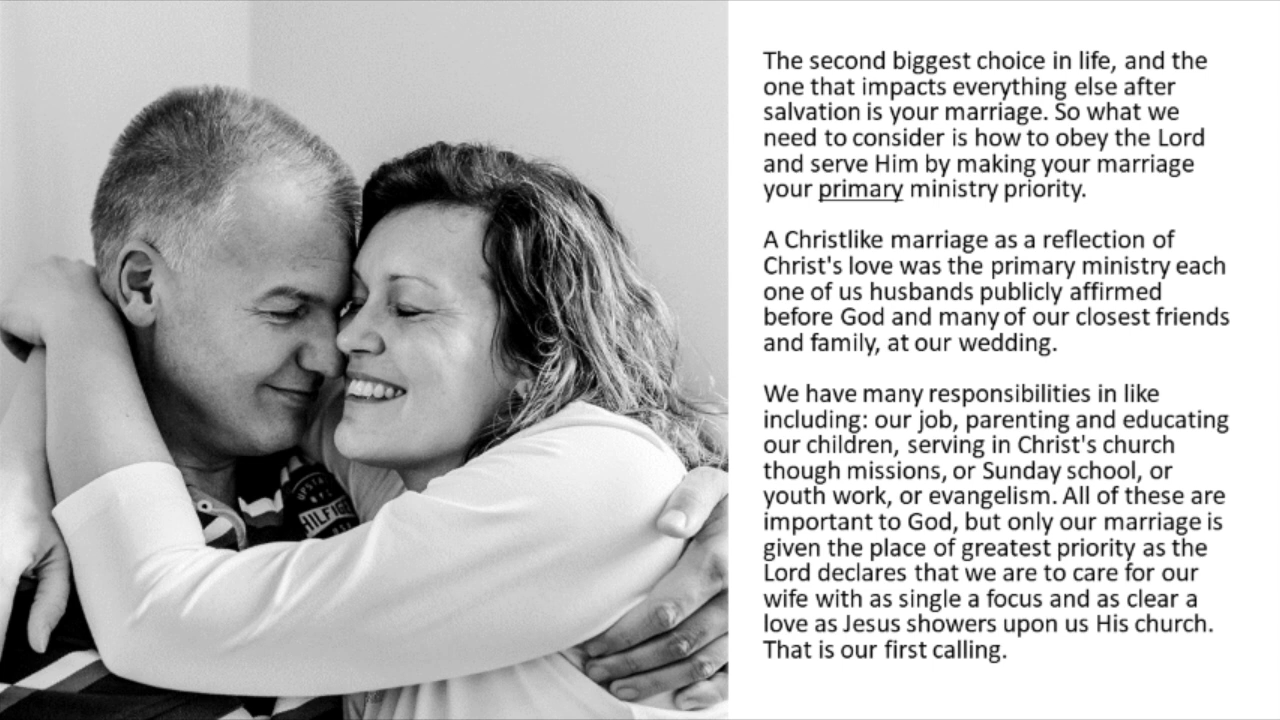 The second biggest choice in life, and the
one that impacts everything else after
salvation is your marriage. So what we
need to consider is how to obey the Lord
and serve Him by making your marriage
your primary ministry priority.
A Christlike marriage as a reflection of
Christ's love was the primary ministry each
one of us husbands publicly affirmed
before God and many of our closest friends
and family, at our wedding.
We have many responsibilities in like
including: our job, parenting and educating
our children, serving in Christ's church
though missions, or Sunday school, or
youth work, or evangelism. All of these are
important to God, but only our marriage is
given the place of greatest priority as the
Lord declares that we are to care for our
wife with as single a focus and as clear a
love as Jesus showers upon us His church.
That is our first calling.